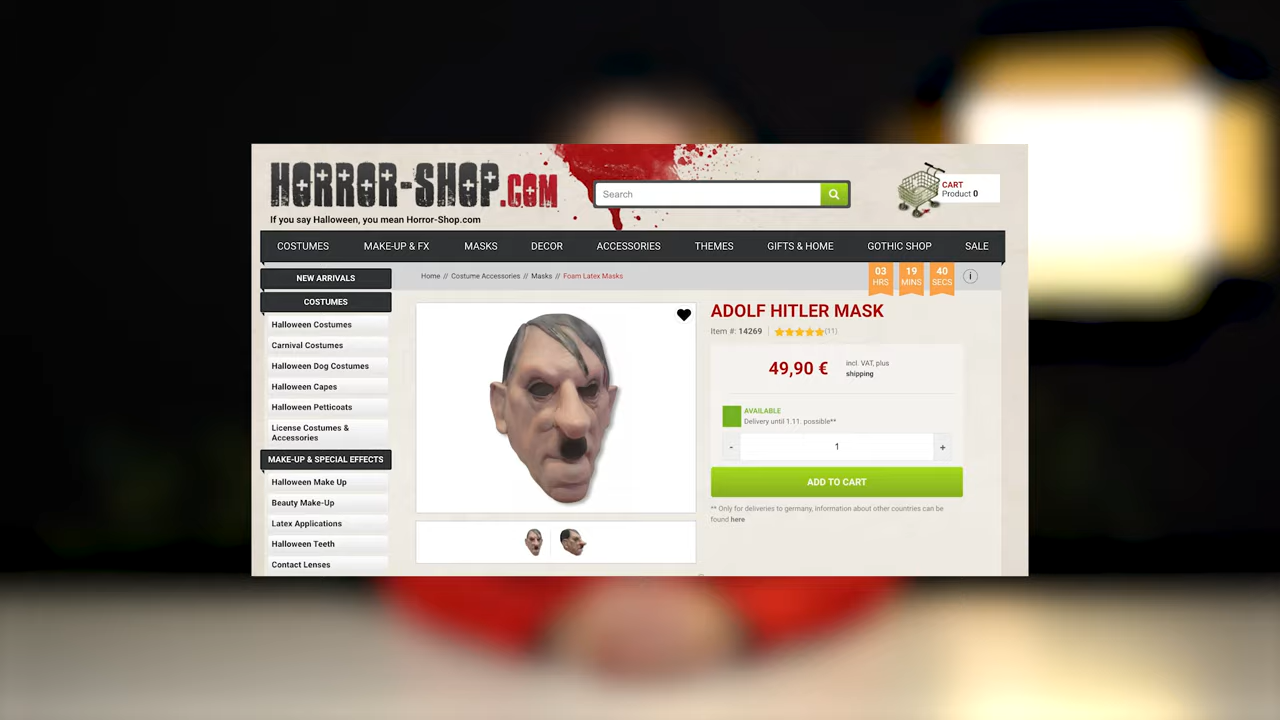 HORROR-SHOP.COM
If you say Halloween, you mean Horror-Shop.com
Search
CART
Product 0
COSTUMES MAKE-UP & FX MASKS DECOR ACCESSORIES THEMES GIFTS & HOME GOTHIC SHOP SALE
NEW ARRIVALS
COSTUMES
Halloween Costumes
Carnival Costumes
Halloween Dog Costumes
Halloween Capes
Halloween Petticoats
License Costumes &
Accessories
MAKE-UP & SPECIAL EFFECTS
Halloween Make Up
Beauty Make-Up
Latex Applications
Halloween Teeth
Contact Lenses
Home // Costume Accessories // Masks // Foam Latex Masks
03 19 40
HRS MINS SECS
i
ADOLF HITLER MASK
Item #: 14269 (11)
49,90 € incl. VAT, plus
shipping
AVAILABLE
Delivery until 1.11. possible**
- 1 +
ADD TO CART
** Only for deliveries to germany, information about other countries can be
found here